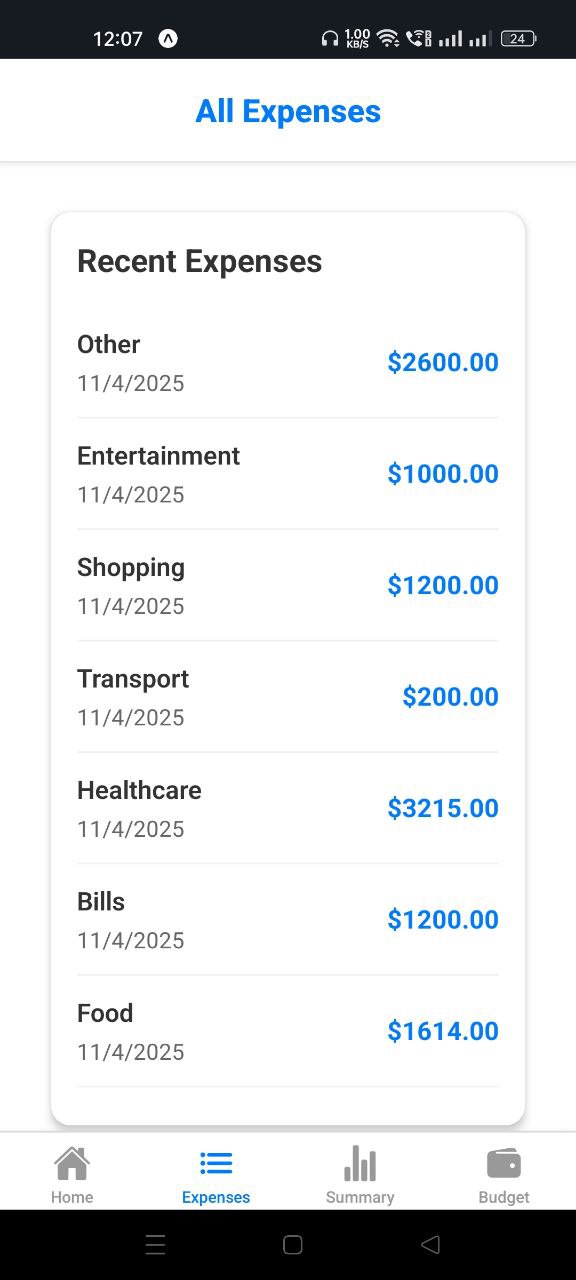 12:07 1.00 KB/S 24
All Expenses
Recent Expenses
Other
11/4/2025
$2600.00
Entertainment
11/4/2025
$1000.00
Shopping
11/4/2025
$1200.00
Transport
11/4/2025
$200.00
Healthcare
11/4/2025
$3215.00
Bills
11/4/2025
$1200.00
Food
11/4/2025
$1614.00
Home Expenses Summary Budget